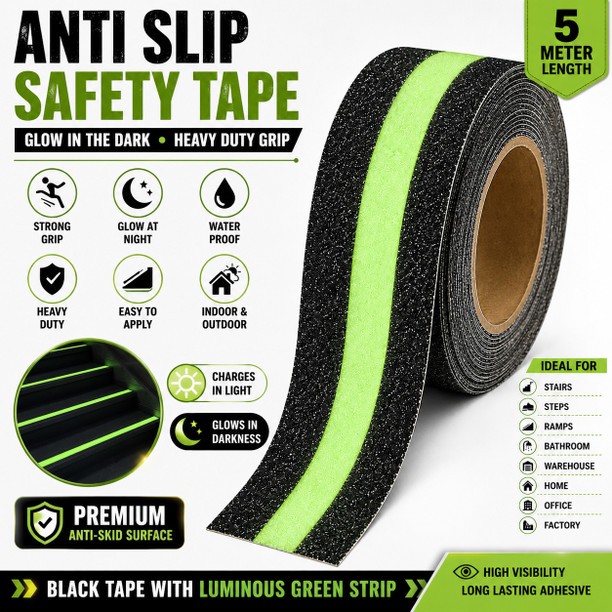 ANTI SLIP
SAFETY TAPE
GLOW IN THE DARK • HEAVY DUTY GRIP
5
METER
LENGTH
STRONG
GRIP
GLOW AT
NIGHT
WATER
PROOF
HEAVY
DUTY
EASY TO
APPLY
INDOOR &
OUTDOOR
CHARGES
IN LIGHT
GLOWS IN
DARKNESS
IDEAL FOR
STAIRS
STEPS
RAMPS
BATHROOM
WAREHOUSE
HOME
OFFICE
FACTORY
PREMIUM
ANTI-SKID SURFACE
BLACK TAPE WITH LUMINOUS GREEN STRIP
HIGH VISIBILITY
LONG LASTING ADHESIVE